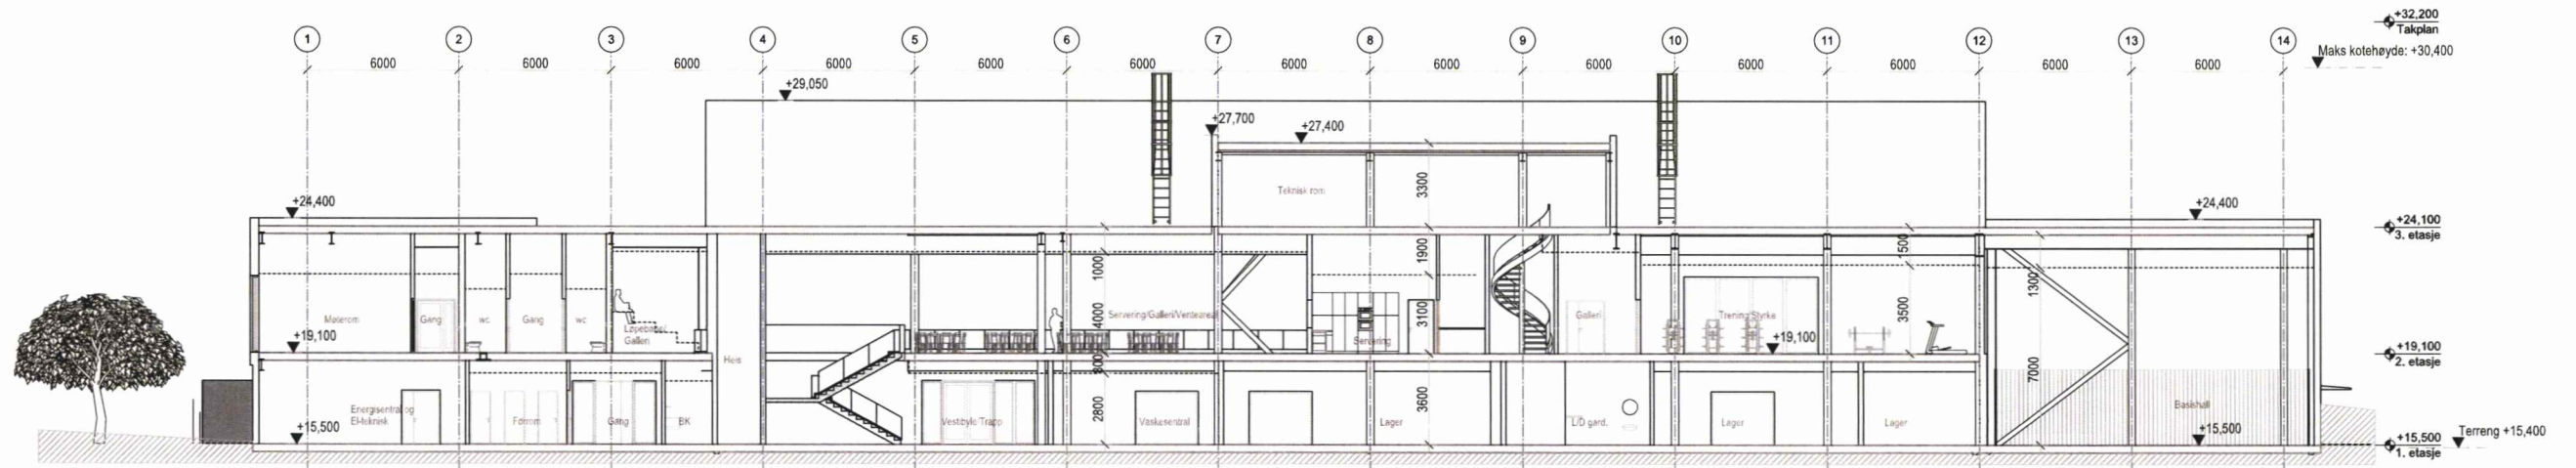 +32,200
Takplan
1 2 3 4 5 6 7 8 9 10 11 12 13 14
Maks kotehøyde: +30,400
6000 6000 6000 6000 6000 6000 6000 6000 6000 6000 6000 6000 6000
+29,050
+27,700
+27,400
Teknisk rom
3300
+24,400
+24,400
+24,100
3. etasje
1900
1500
1000
1300
Møterom
Gang
wc
Gang
wc
Løpebane/
Galleri
Heis
4000
Servering/Galleri/Venteareal
3100
Servering
Galleri
Trening/Styrke
3500
+19,100
+19,100
+19,100
2. etasje
800
7000
Energisentral og
El-teknisk
Førrom
Gang
BK
Vestibyle/Trapp
2800
Vaskesentral
3600
Lager
L/D gard.
Lager
Lager
Basishall
+15,500
+15,500
+15,500
1. etasje
Terreng +15,400